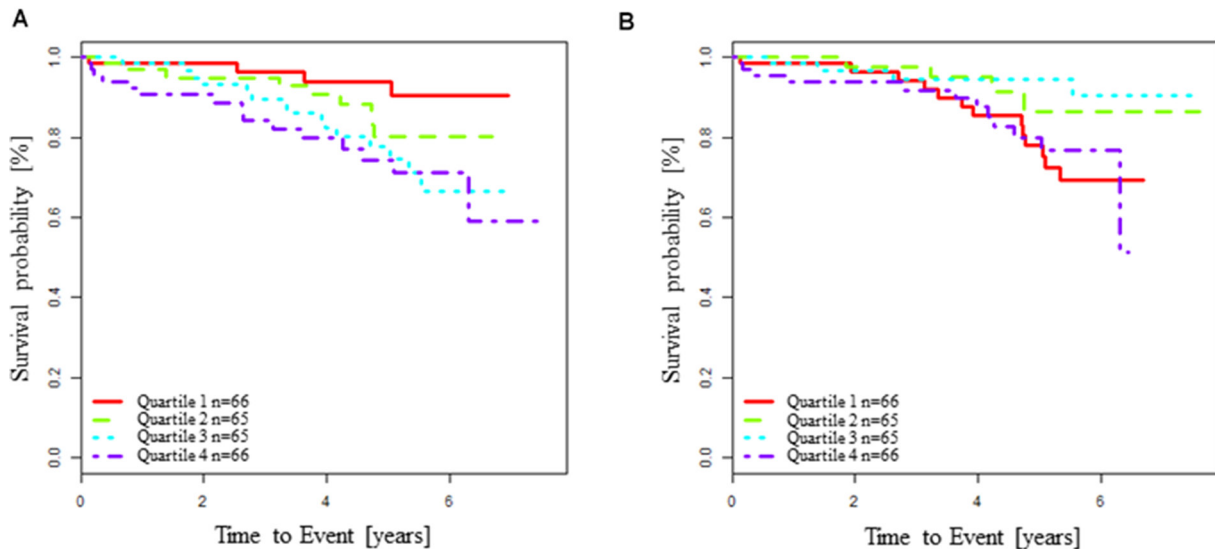 A
Survival probability [%]
1.0
0.8
0.6
0.4
0.2
0.0
Quartile 1 n=66
Quartile 2 n=65
Quartile 3 n=65
Quartile 4 n=66
0 2 4 6
Time to Event [years]
B
Survival probability [%]
1.0
0.8
0.6
0.4
0.2
0.0
Quartile 1 n=66
Quartile 2 n=65
Quartile 3 n=65
Quartile 4 n=66
0 2 4 6
Time to Event [years]